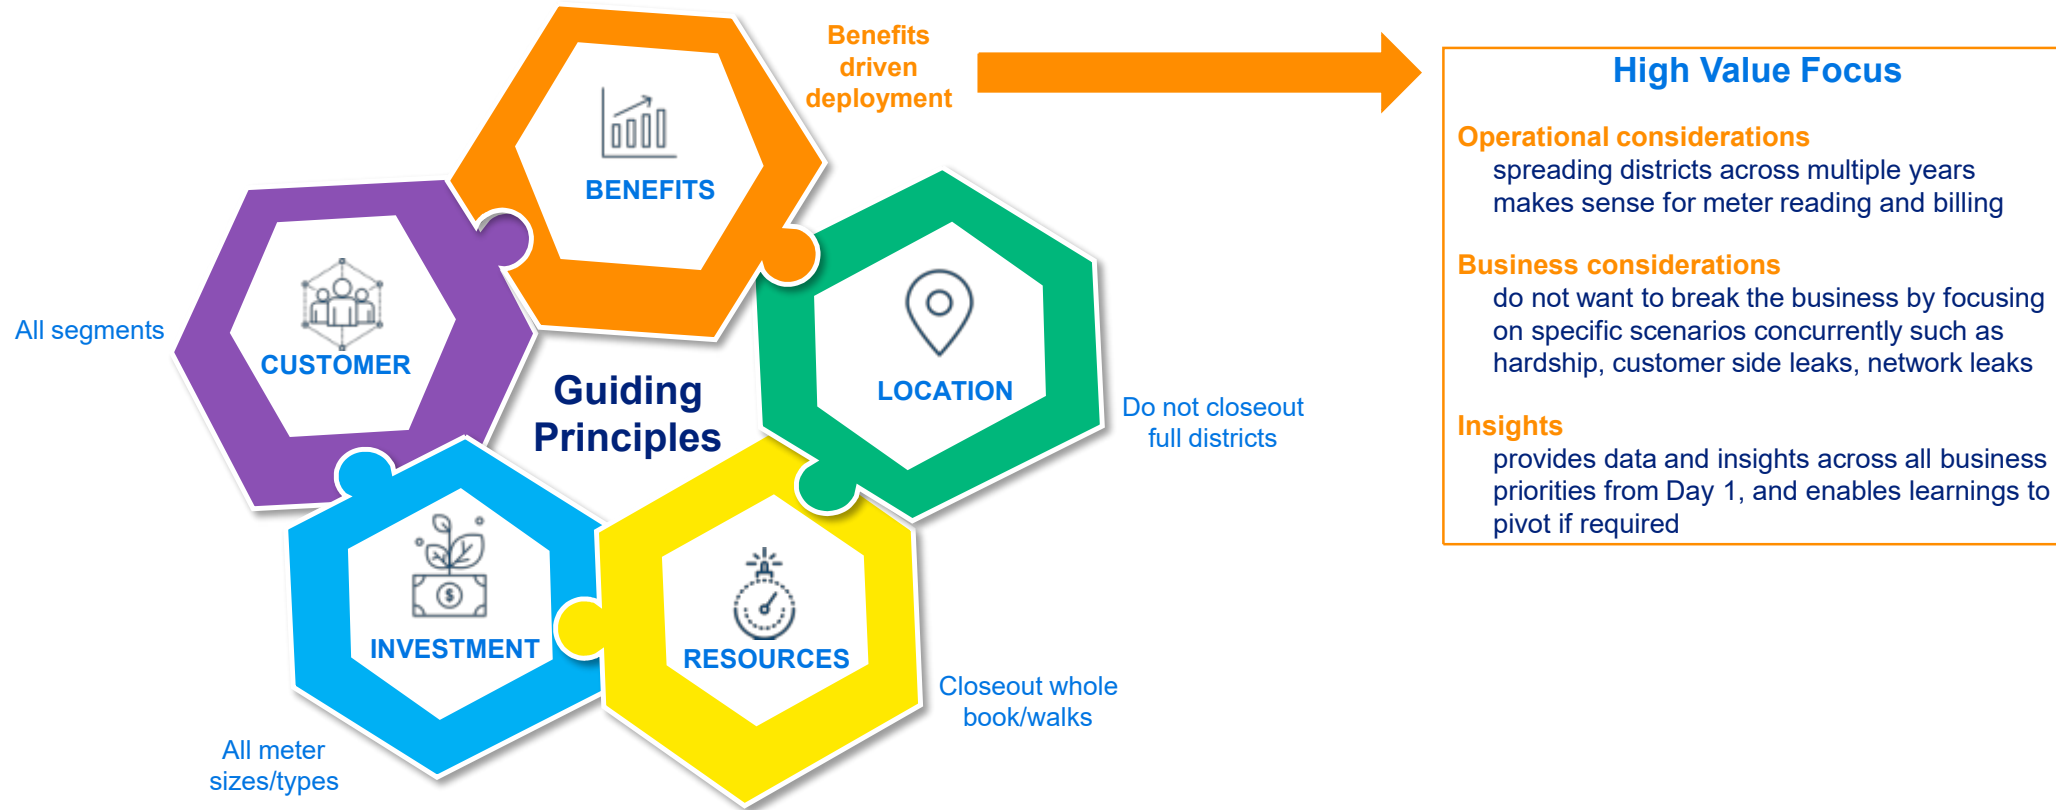 Benefits
driven
deployment
BENEFITS
All segments
CUSTOMER
Guiding
Principles
LOCATION
Do not closeout
full districts
INVESTMENT
RESOURCES
Closeout whole
book/walks
All meter
sizes/types
High Value Focus
Operational considerations
spreading districts across multiple years
makes sense for meter reading and billing
Business considerations
do not want to break the business by focusing
on specific scenarios concurrently such as
hardship, customer side leaks, network leaks
Insights
provides data and insights across all business
priorities from Day 1, and enables learnings to
pivot if required